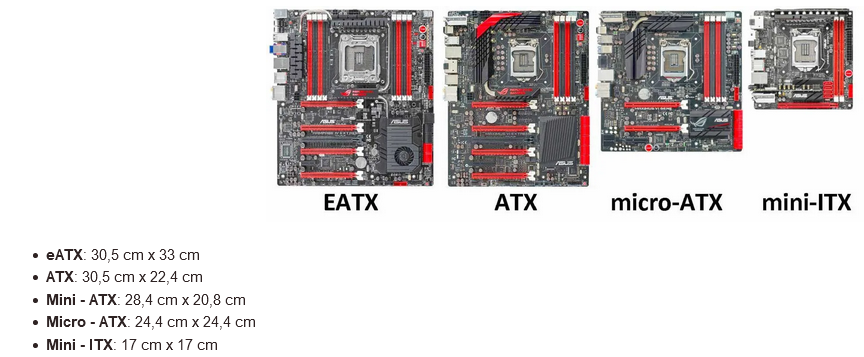 EATX ATX micro-ATX mini-ITX
eATX: 30,5 cm x 33 cm
ATX: 30,5 cm x 22,4 cm
Mini - ATX: 28,4 cm x 20,8 cm
Micro - ATX: 24,4 cm x 24,4 cm
Mini - ITX: 17 cm x 17 cm